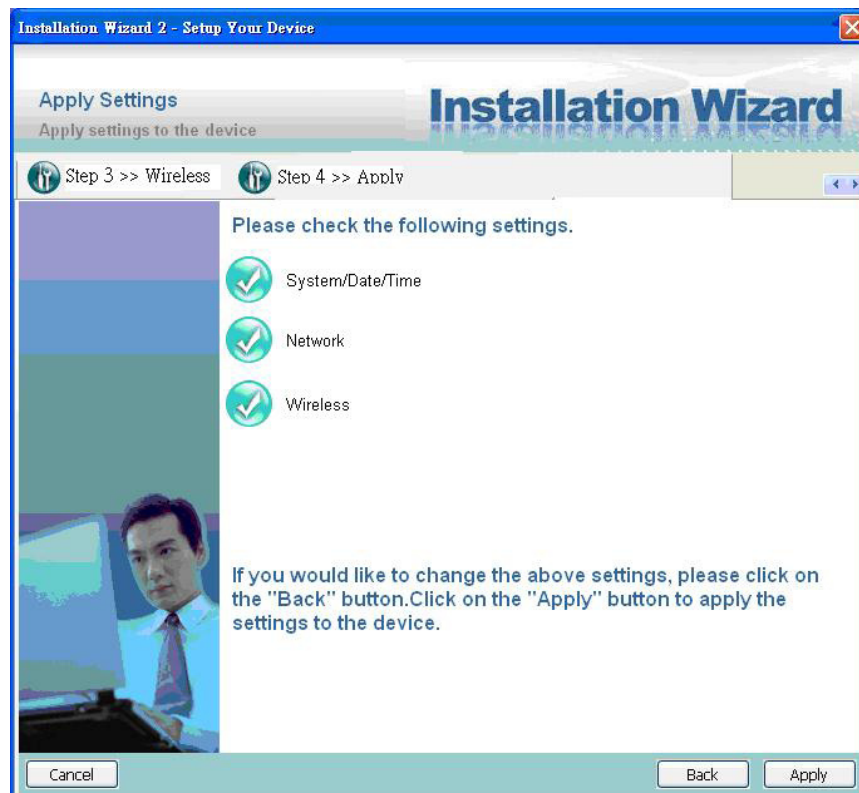 Installation Wizard 2 - Setup Your Device
Apply Settings
Installation Wizard
Apply settings to the device
Step 3 >> Wireless
Step 4 >> Apply
Please check the following settings.
System/Date/Time
Network
Wireless
If you would like to change the above settings, please click on
the "Back" button.Click on the "Apply" button to apply the
settings to the device.
Cancel
Back
Apply